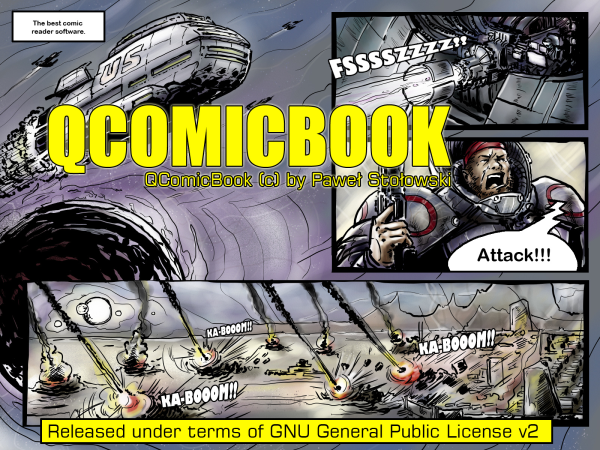 The best comic
reader software.
US
FSSSSZZZZ!!
QCOMICBOOK
QComicBook (c) by Paweł Stołowski
Attack!!!
KA-BOOOM!!
KA-BOOOM!!
KA-BOOOM!!
Released under terms of GNU General Public License v2